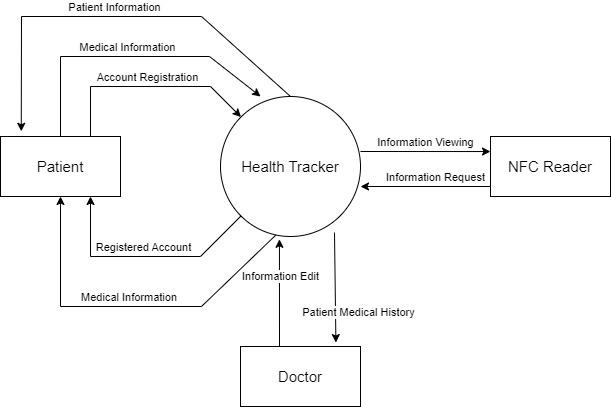 Patient Information
Medical Information
Account Registration
Information Viewing
Patient
Health Tracker
NFC Reader
Information Request
Registered Account
Information Edit
Medical Information
Patient Medical History
Doctor